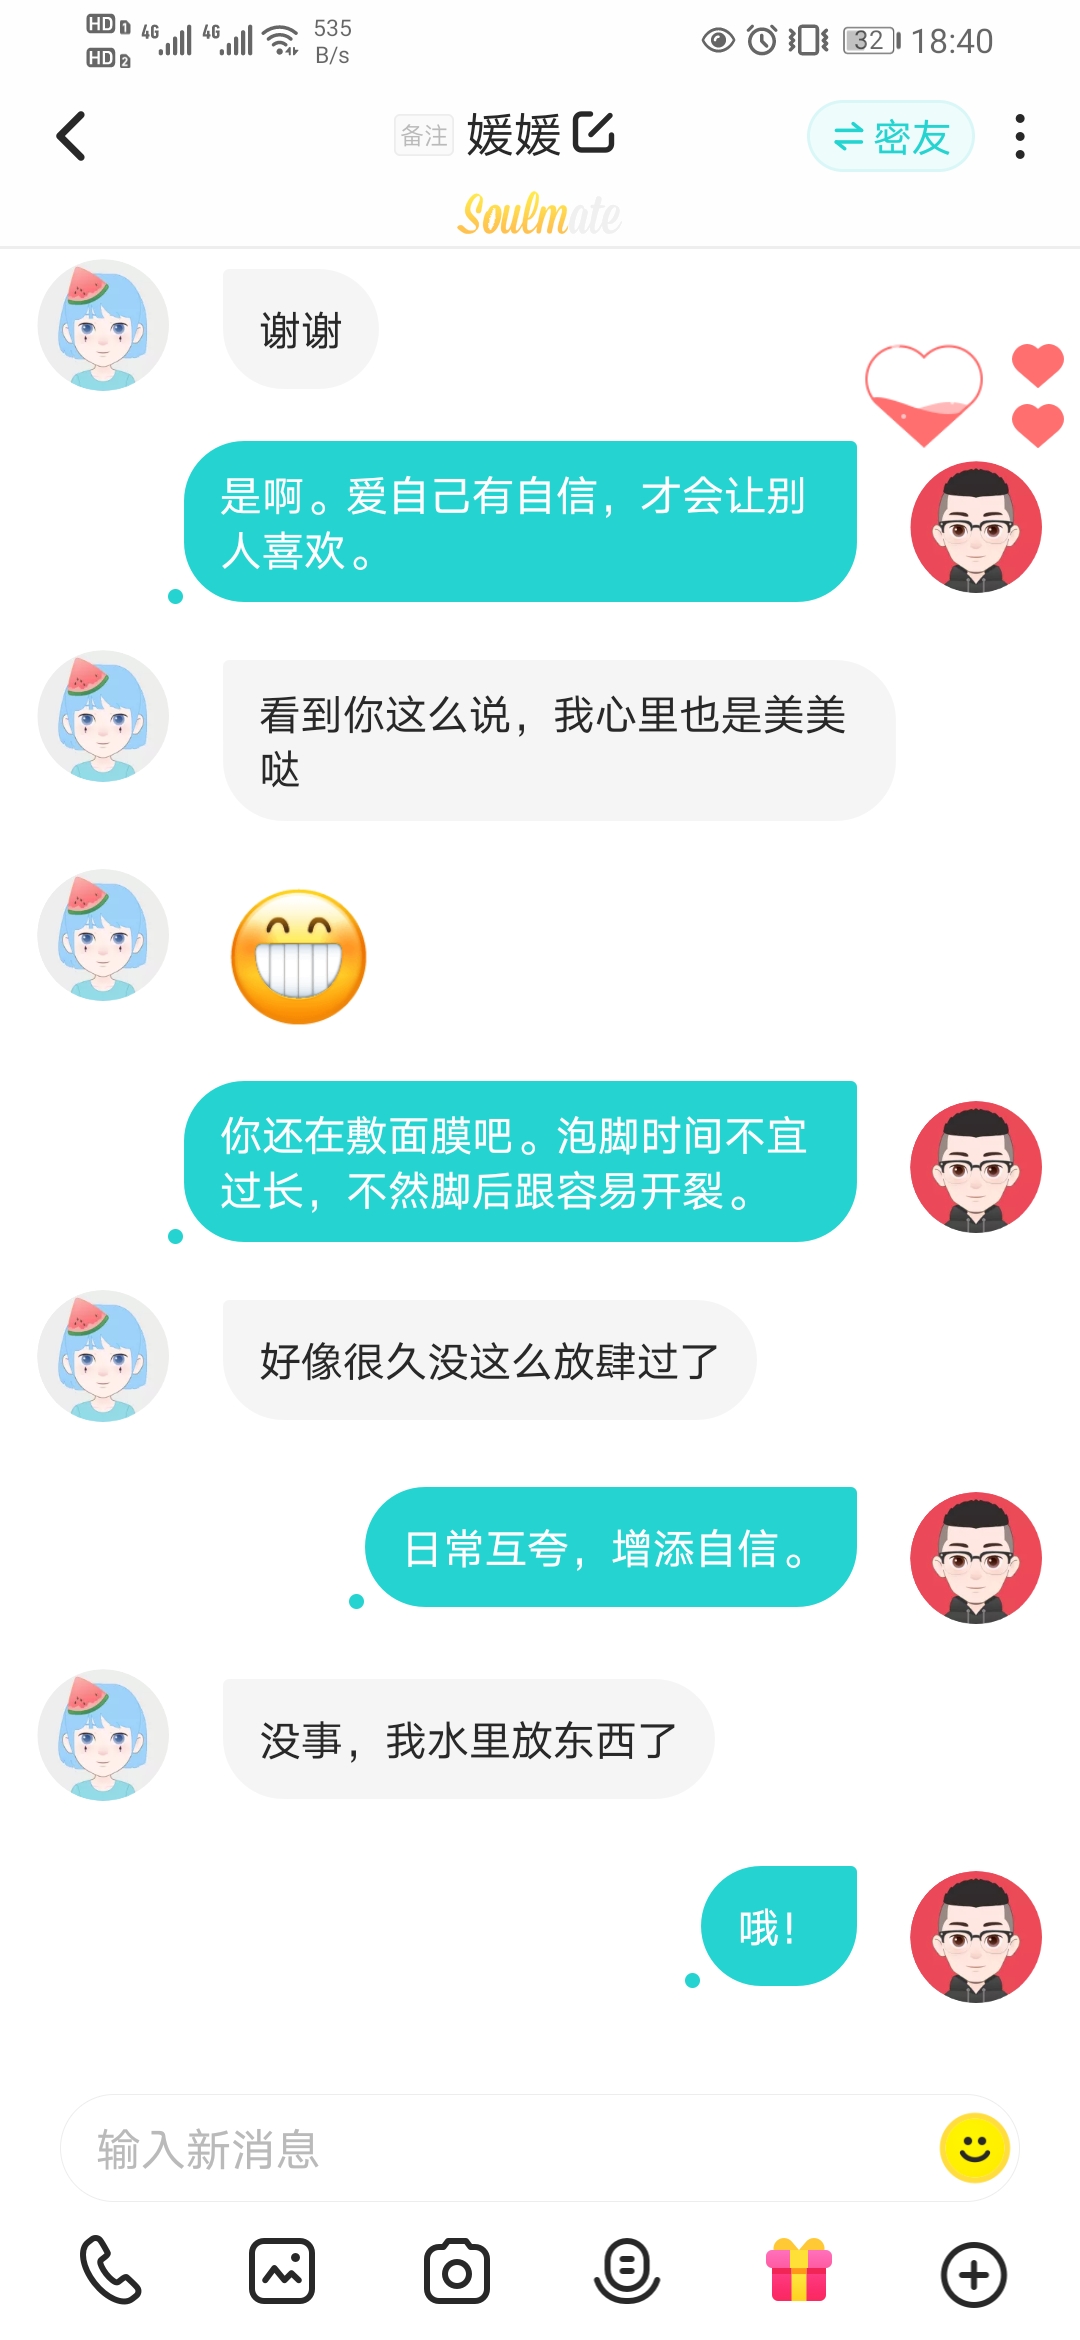 HD 1 4G 4G 535
HD 2 B/s
32 18:40
备注 媛媛 密友
Soulmate
谢谢
是啊。爱自己有自信，才会让别
人喜欢。
看到你这么说，我心里也是美美
哒
你还在敷面膜吧。泡脚时间不宜
过长，不然脚后跟容易开裂。
好像很久没这么放肆过了
日常互夸，增添自信。
没事，我水里放东西了
哦！
输入新消息